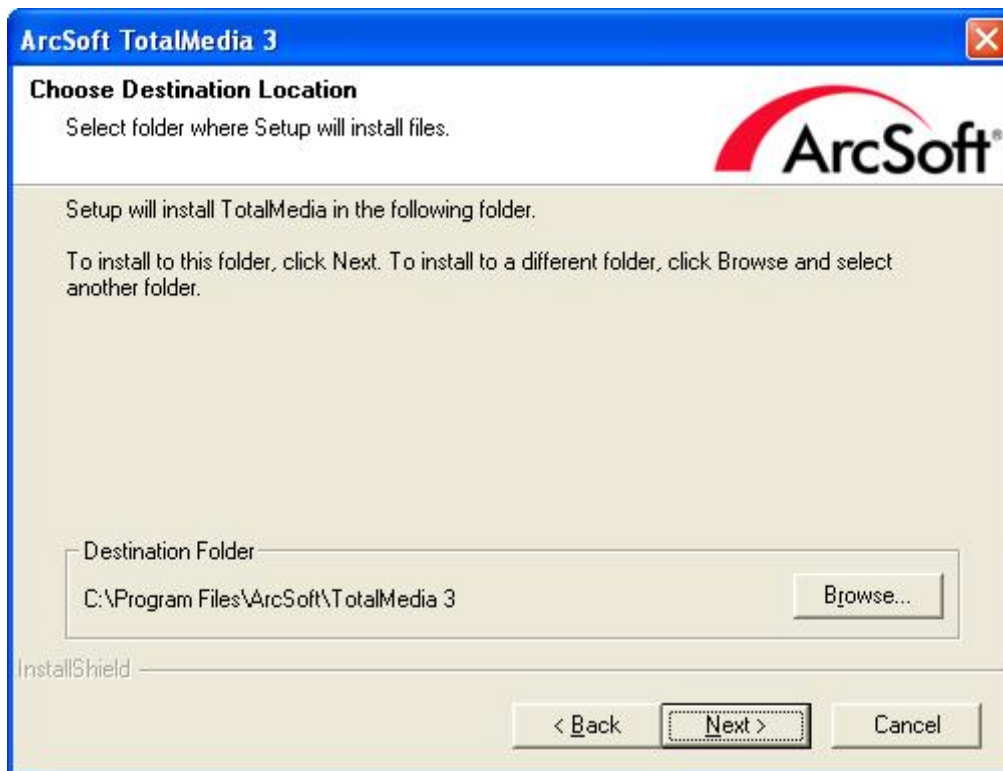 ArcSoft TotalMedia 3
Choose Destination Location
Select folder where Setup will install files.
ArcSoft®
Setup will install TotalMedia in the following folder.
To install to this folder, click Next. To install to a different folder, click Browse and select
another folder.
Destination Folder
C:\Program Files\ArcSoft\TotalMedia 3
Browse...
InstallShield
< Back
Next >
Cancel